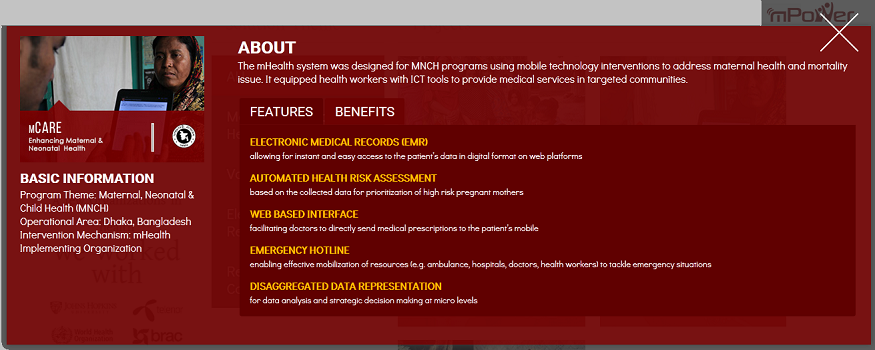 mPower
ABOUT
The mHealth system was designed for MNCH programs using mobile technology interventions to address maternal health and mortality
issue. It equipped health workers with ICT tools to provide medical services in targeted communities.
FEATURES
BENEFITS
ELECTRONIC MEDICAL RECORDS (EMR)
allowing for instant and easy access to the patient's data in digital format on web platforms
AUTOMATED HEALTH RISK ASSESSMENT
based on the collected data for prioritization of high risk pregnant mothers
WEB BASED INTERFACE
facilitating doctors to directly send medical prescriptions to the patient's mobile
EMERGENCY HOTLINE
enabling effective mobilization of resources (e.g. ambulance, hospitals, doctors, health workers) to tackle emergency situations
DISAGGREGATED DATA REPRESENTATION
for data analysis and strategic decision making at micro levels
mCARE
Enhancing Maternal &
Neonatal Health
BASIC INFORMATION
Program Theme: Maternal, Neonatal &
Child Health (MNCH)
Operational Area: Dhaka, Bangladesh
Intervention Mechanism: mHealth
Implementing Organization
we worked
with
brac